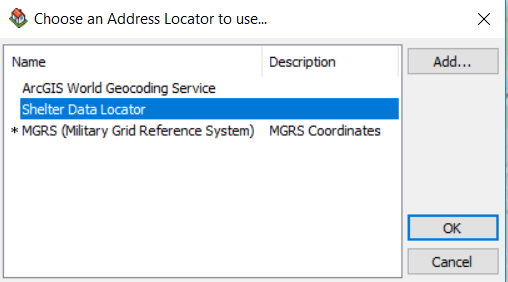 Choose an Address Locator to use...
Name Description Add...
ArcGIS World Geocoding Service
Shelter Data Locator
* MGRS (Military Grid Reference System) MGRS Coordinates
OK
Cancel